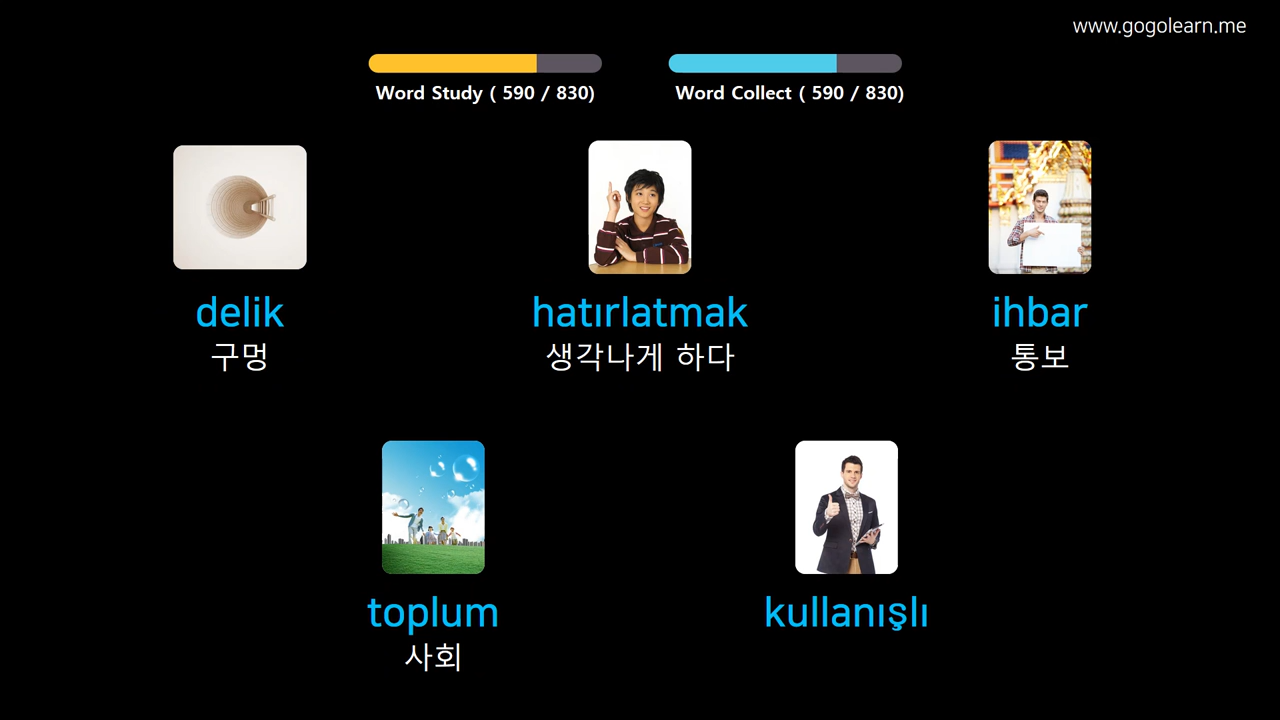 www.gogolearn.me
Word Study ( 590 / 830)
Word Collect ( 590 / 830)
delik
구멍
hatırlatmak
생각나게 하다
ihbar
통보
toplum
사회
kullanışlı